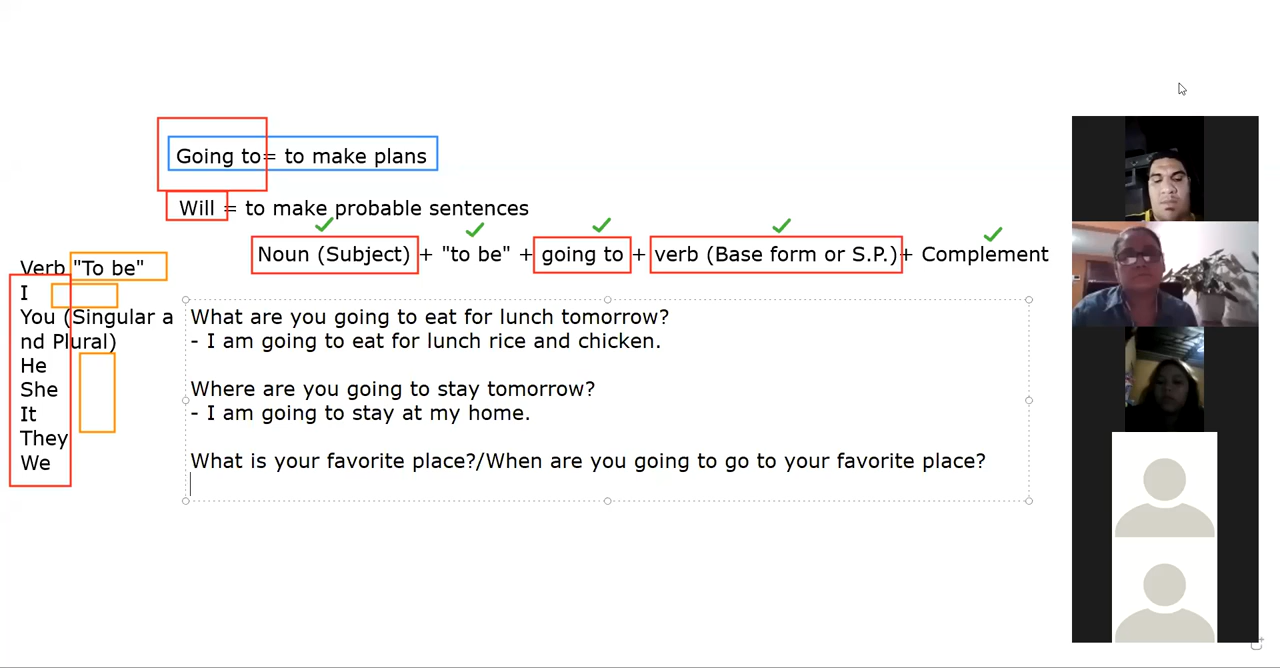 Going to= to make plans
Will = to make probable sentences
Noun (Subject) + "to be" + going to + verb (Base form or S.P.)+ Complement
Verb "To be"
I
You (Singular a
nd Plural)
He
She
It
They
We
What are you going to eat for lunch tomorrow?
- I am going to eat for lunch rice and chicken.
Where are you going to stay tomorrow?
- I am going to stay at my home.
What is your favorite place?/When are you going to go to your favorite place?